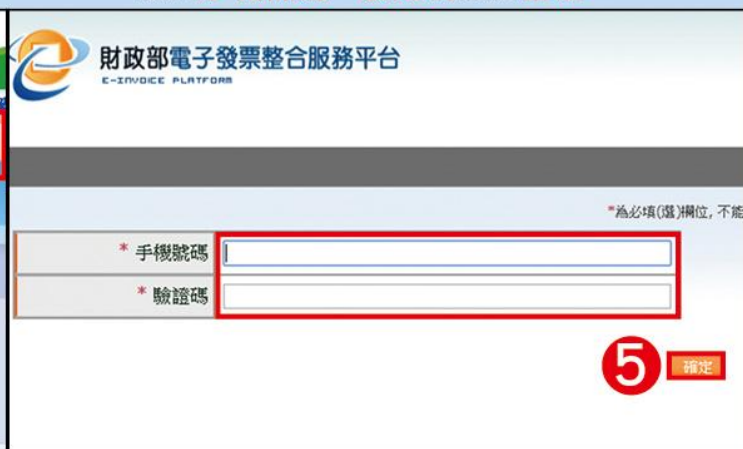 財政部電子發票整合服務平台
E-INVOICE PLATFORM
*為必填(選)欄位, 不能
* 手機號碼
* 驗證碼
5 確定